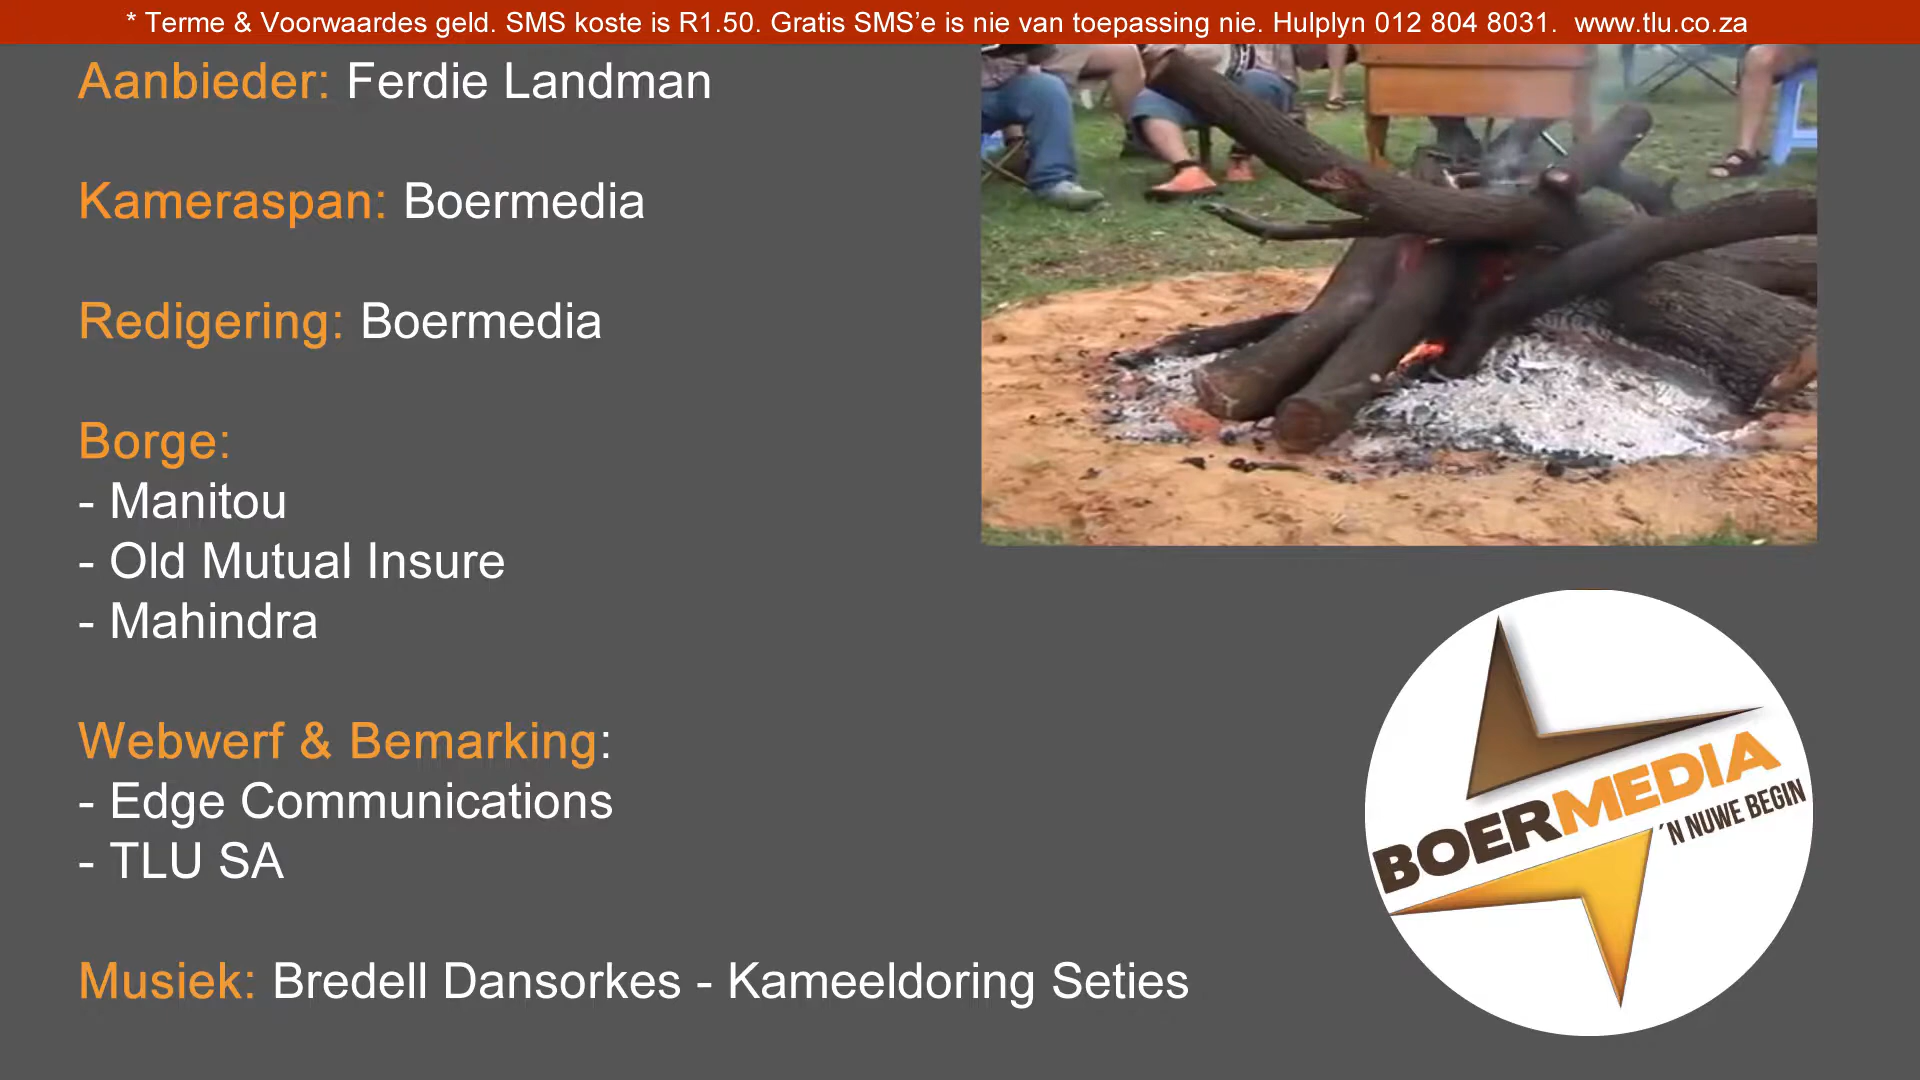 * Terme & Voorwaardes geld. SMS koste is R1.50. Gratis SMS’e is nie van toepassing nie. Hulplyn 012 804 8031. www.tlu.co.za
Aanbieder: Ferdie Landman
Kameraspan: Boermedia
Redigering: Boermedia
Borge:
- Manitou
- Old Mutual Insure
- Mahindra
Webwerf & Bemarking:
- Edge Communications
- TLU SA
Musiek: Bredell Dansorkes - Kameeldoring Seties
BOERMEDIA
´N NUWE BEGIN